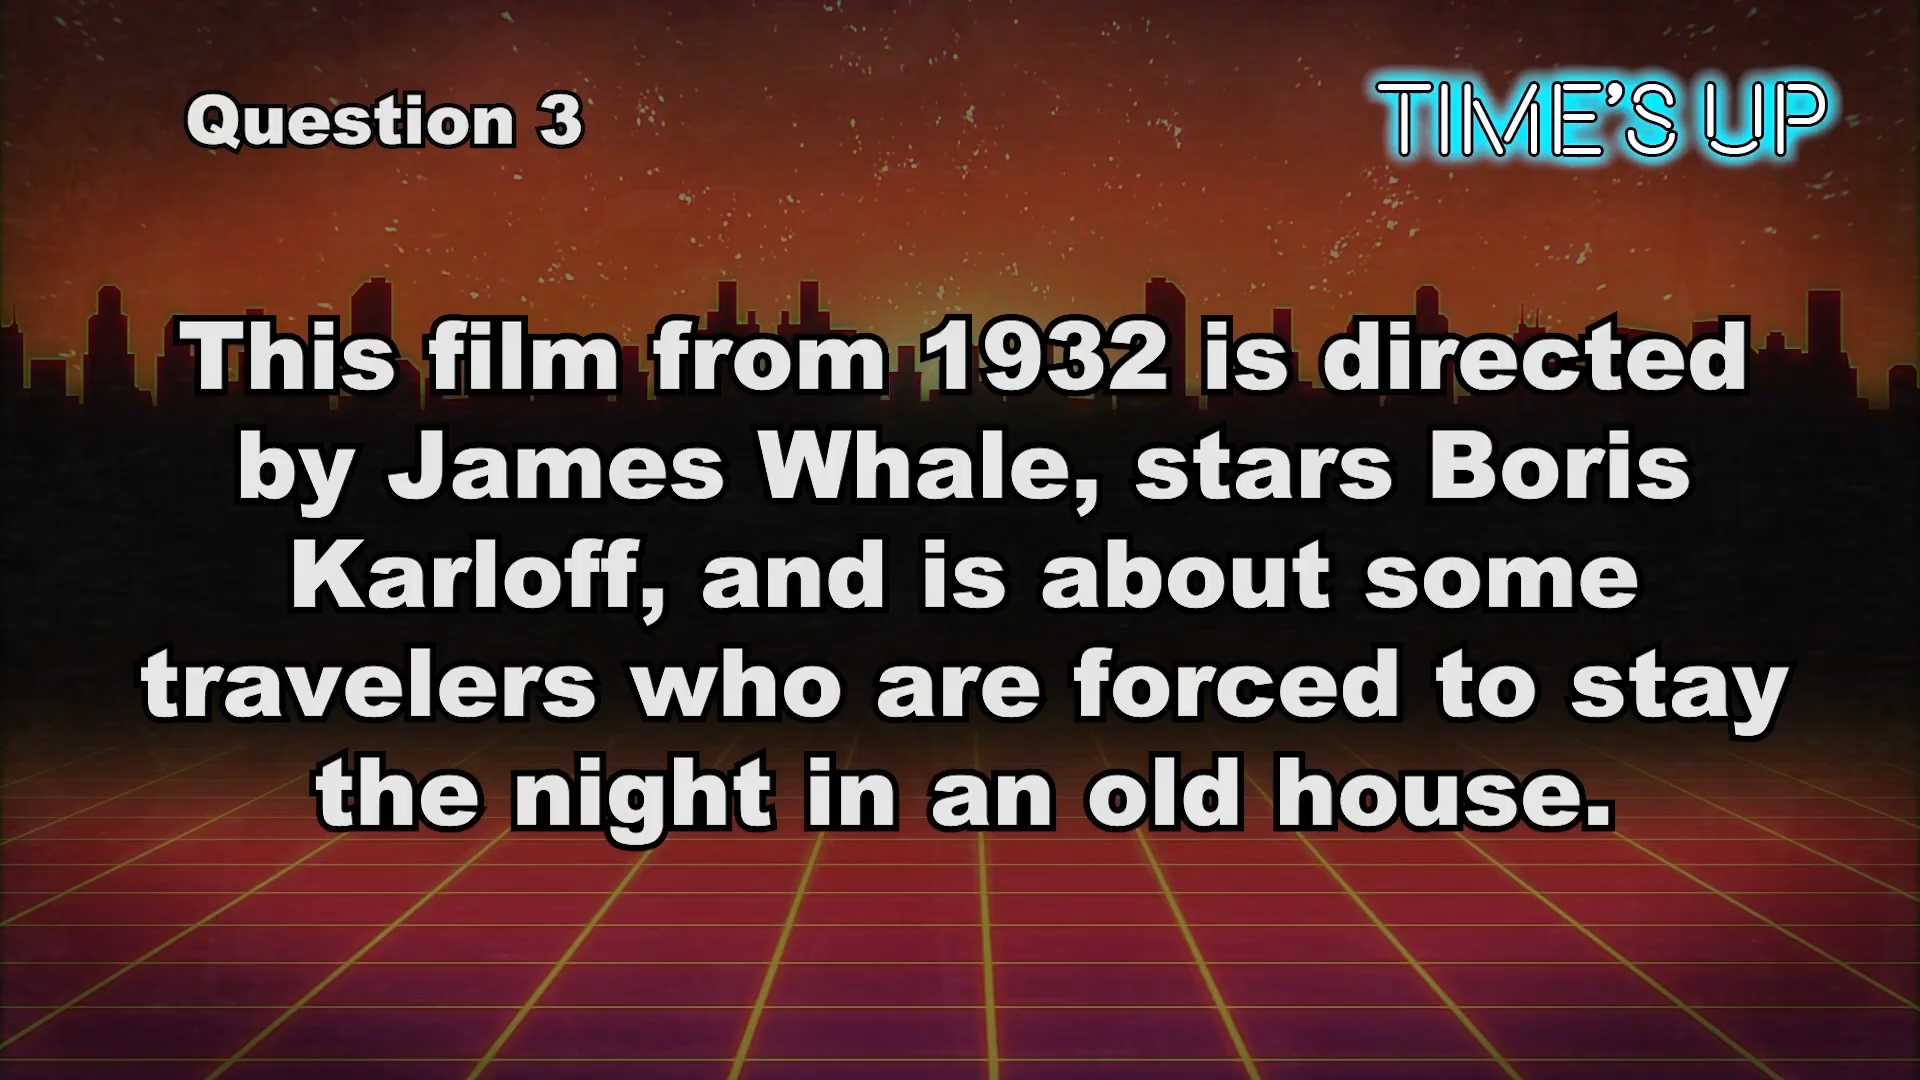 Question 3
TIME'S UP
This film from 1932 is directed
by James Whale, stars Boris
Karloff, and is about some
travelers who are forced to stay
the night in an old house.